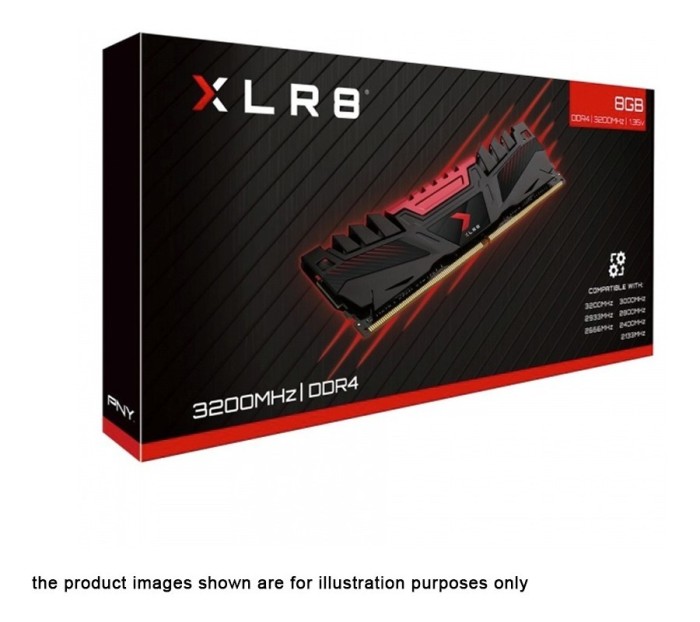 XLR8®
8GB
DDR4 | 3200MHz | 1.35V
XLR8
COMPATIBLE WITH:
3200MHz 3000MHz
2933MHz 2800MHz
2666MHz 2400MHz
2133MHz
3200MHz | DDR4
PNY.
the product images shown are for illustration purposes only